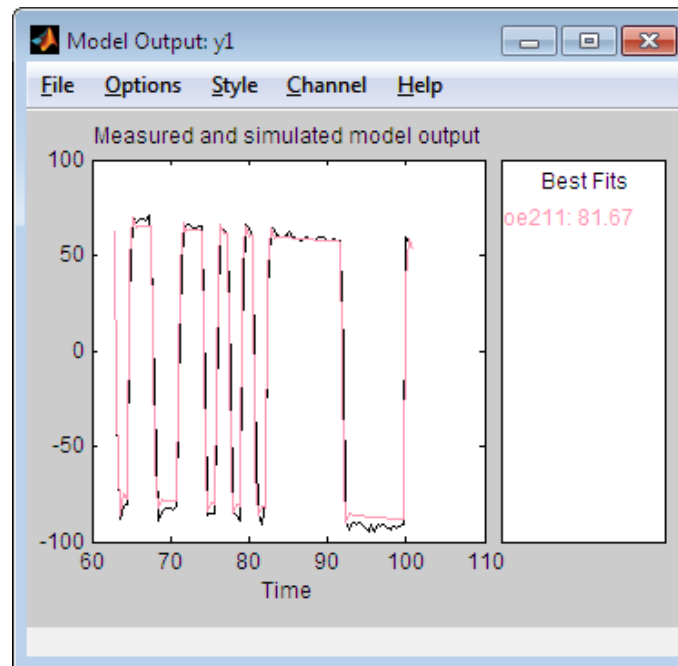 Model Output: y1
File Options Style Channel Help
Measured and simulated model output
100
50
0
-50
-100
60 70 80 90 100 110
Time
Best Fits
oe211: 81.67